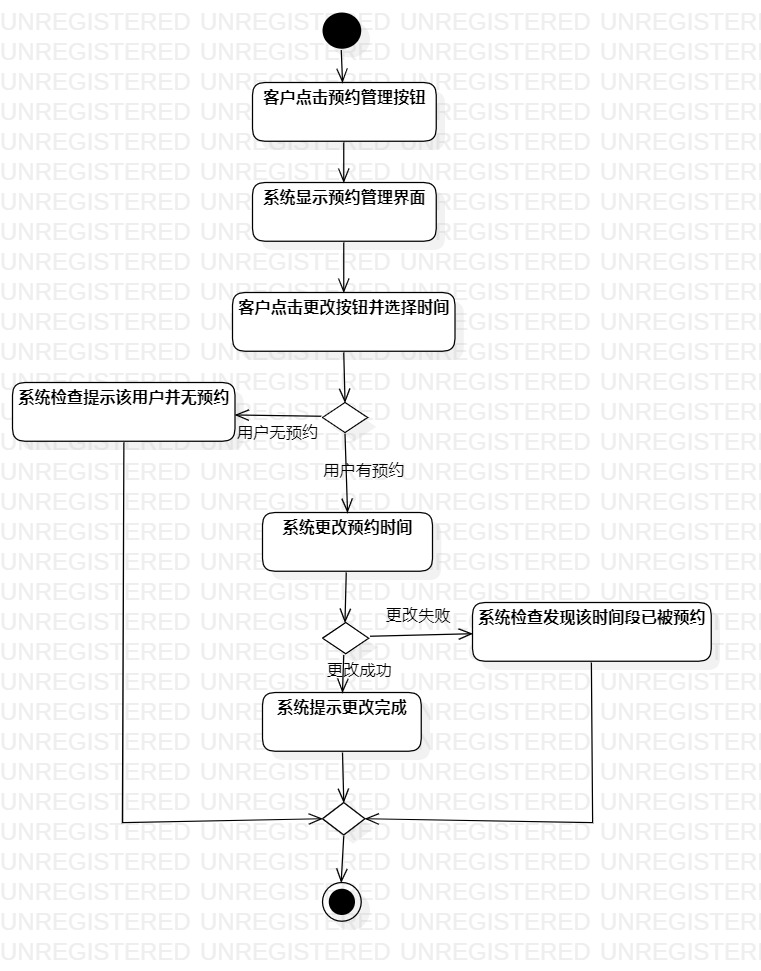 客户点击预约管理按钮
系统显示预约管理界面
客户点击更改按钮并选择时间
系统检查提示该用户并无预约
用户无预约
用户有预约
系统更改预约时间
更改失败
系统检查发现该时间段已被预约
更改成功
系统提示更改完成